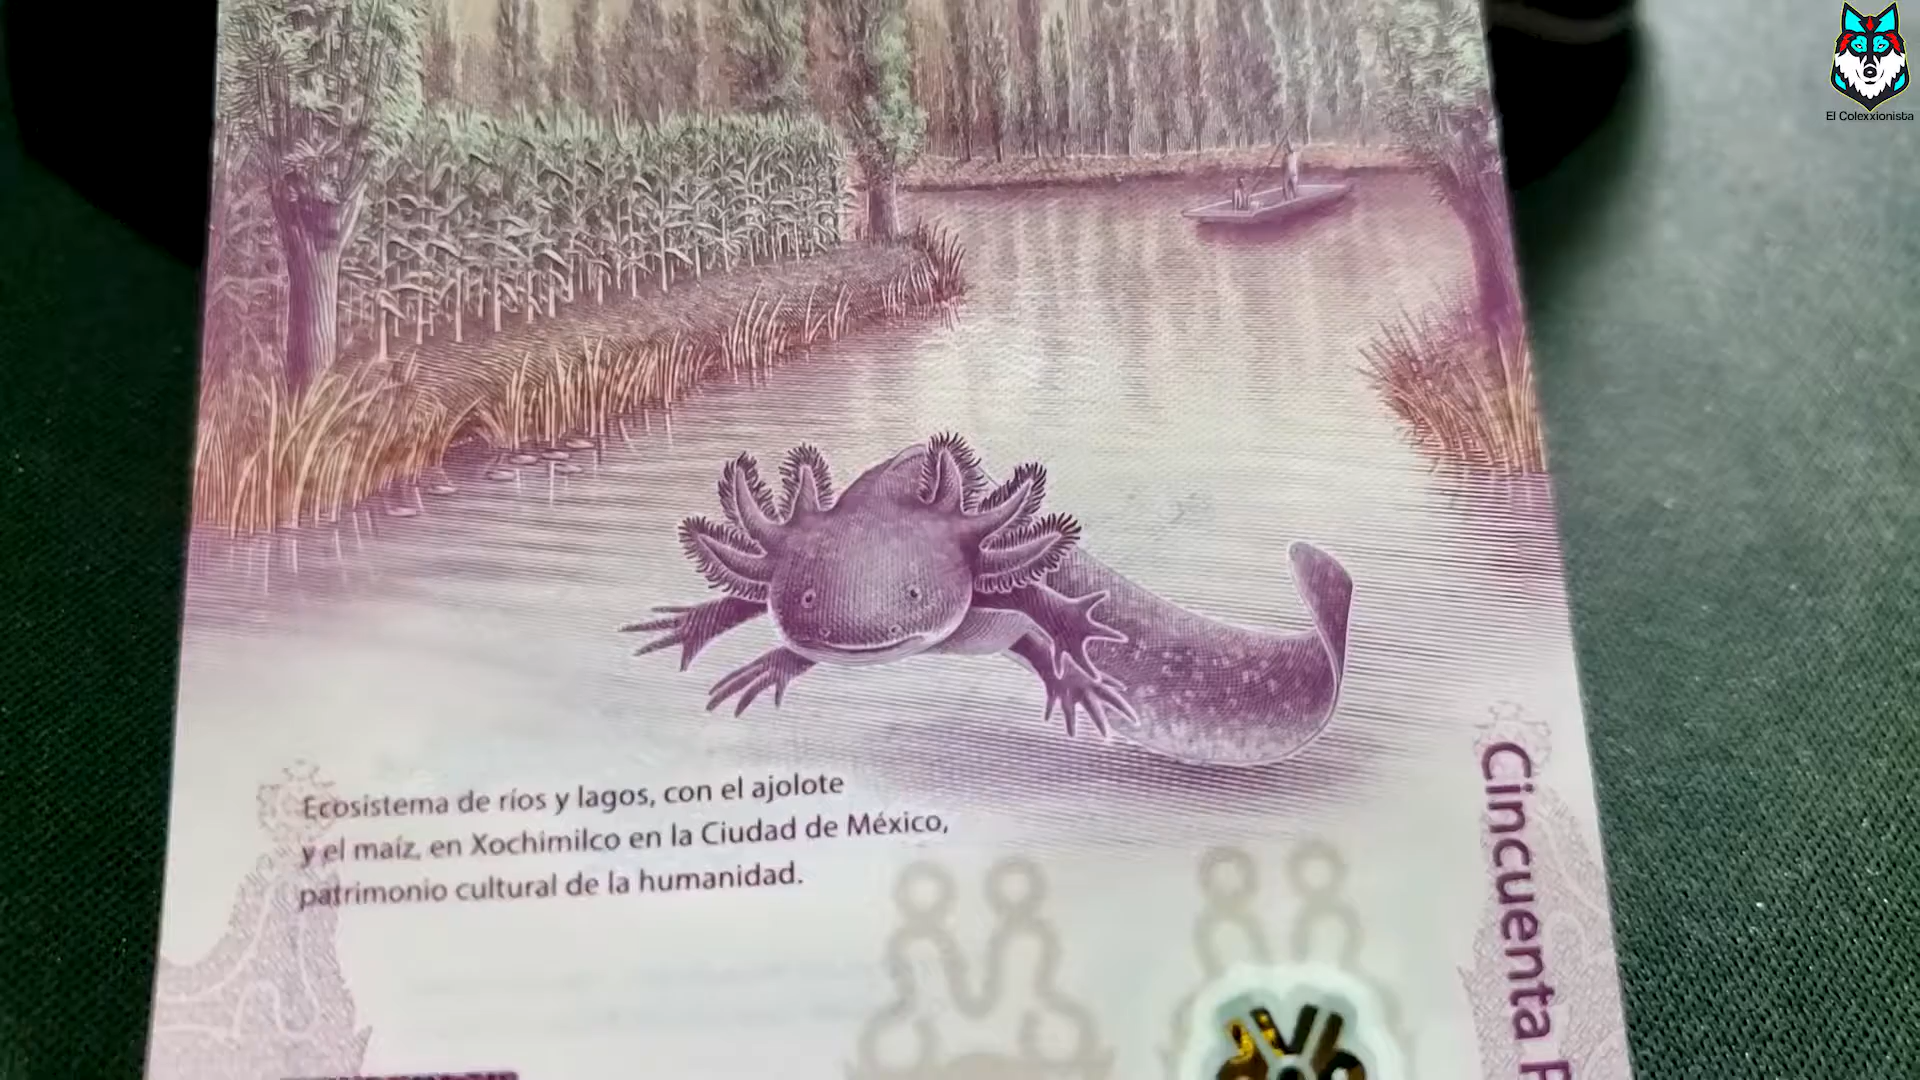 El Colexxionista
Ecosistema de ríos y lagos, con el ajolote
y el maíz, en Xochimilco en la Ciudad de México,
patrimonio cultural de la humanidad.
Cincuenta